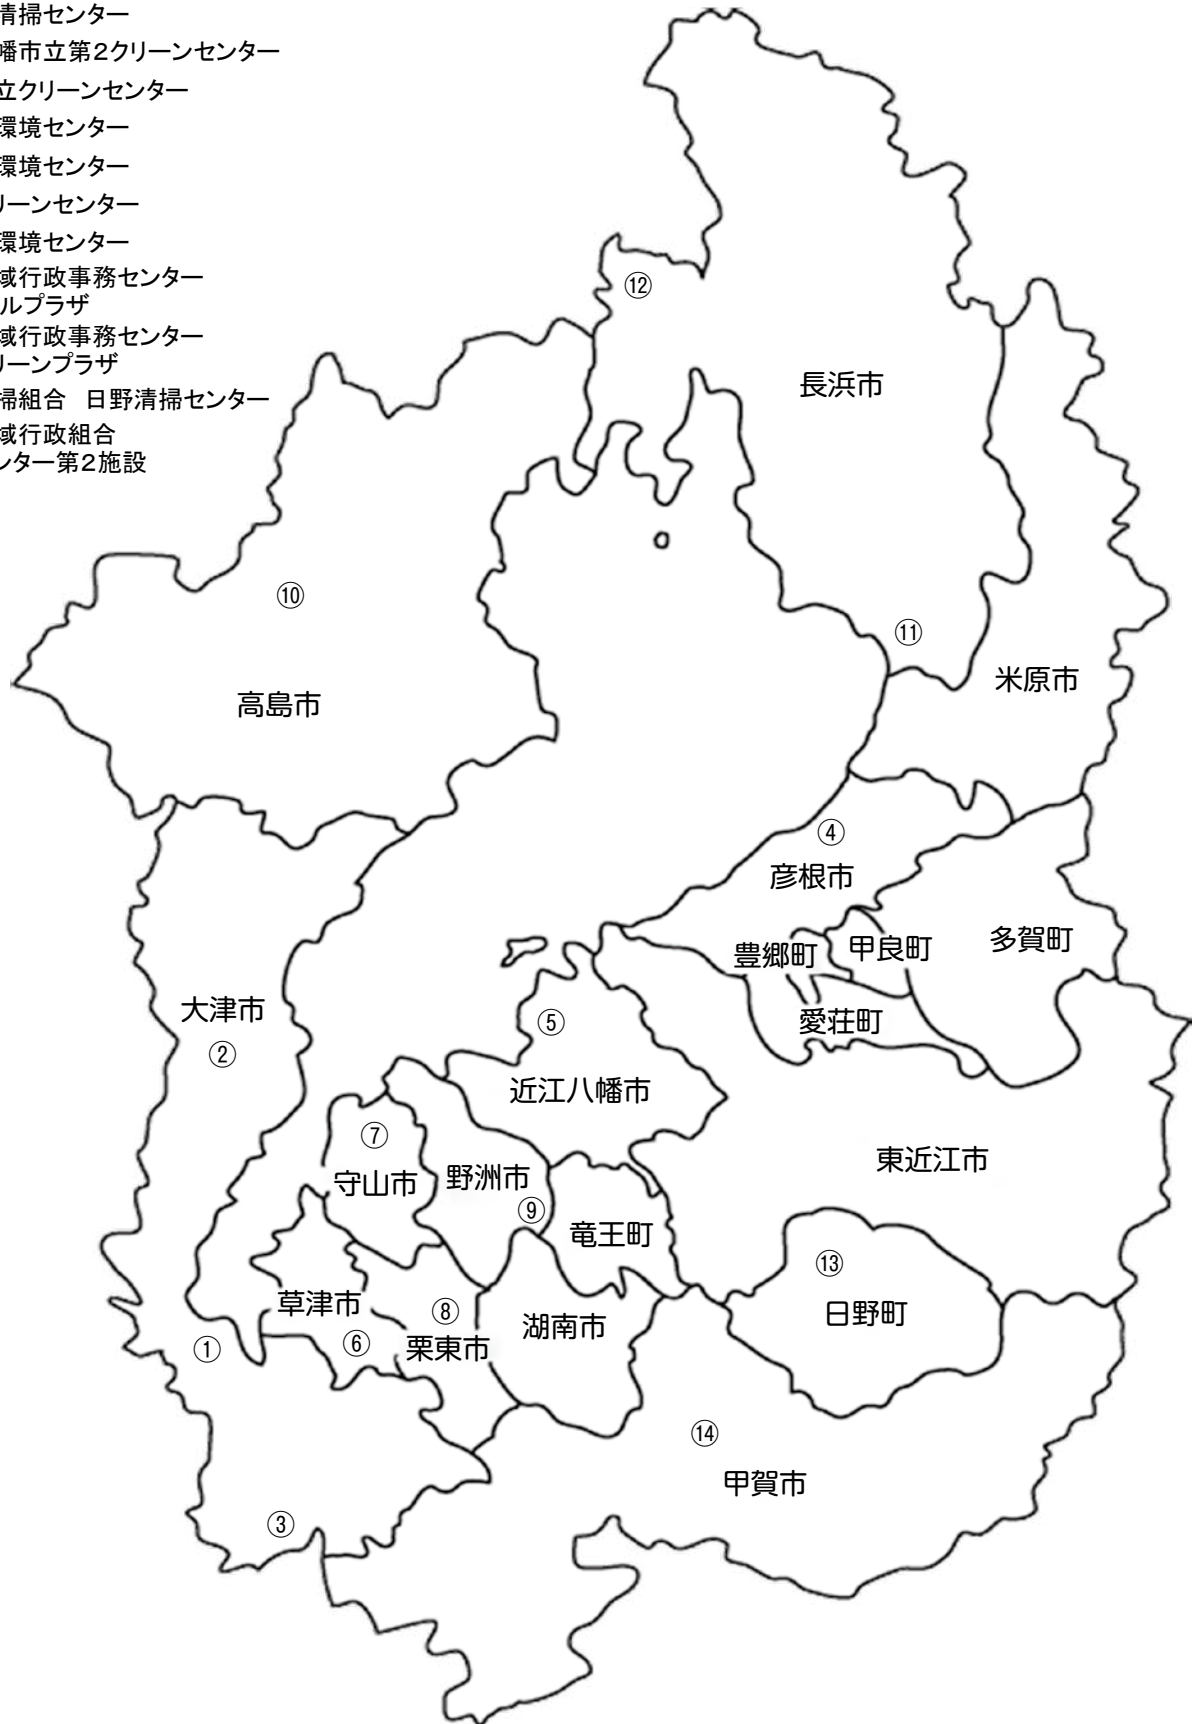 清掃センター
幡市立第2クリーンセンター
立クリーンセンター
環境センター
環境センター
リーンセンター
環境センター
域行政事務センター
ルプラザ
域行政事務センター
リーンプラザ
掃組合 日野清掃センター
域行政組合
ンター第2施設
⑫
長浜市
⑩
⑪
米原市
高島市
④
彦根市
多賀町
甲良町
豊郷町
大津市
②
⑤
愛荘町
近江八幡市
⑦
守山市
野洲市
⑨
東近江市
竜王町
⑬
日野町
草津市
⑧
湖南市
①
⑥
栗東市
⑭
甲賀市
③